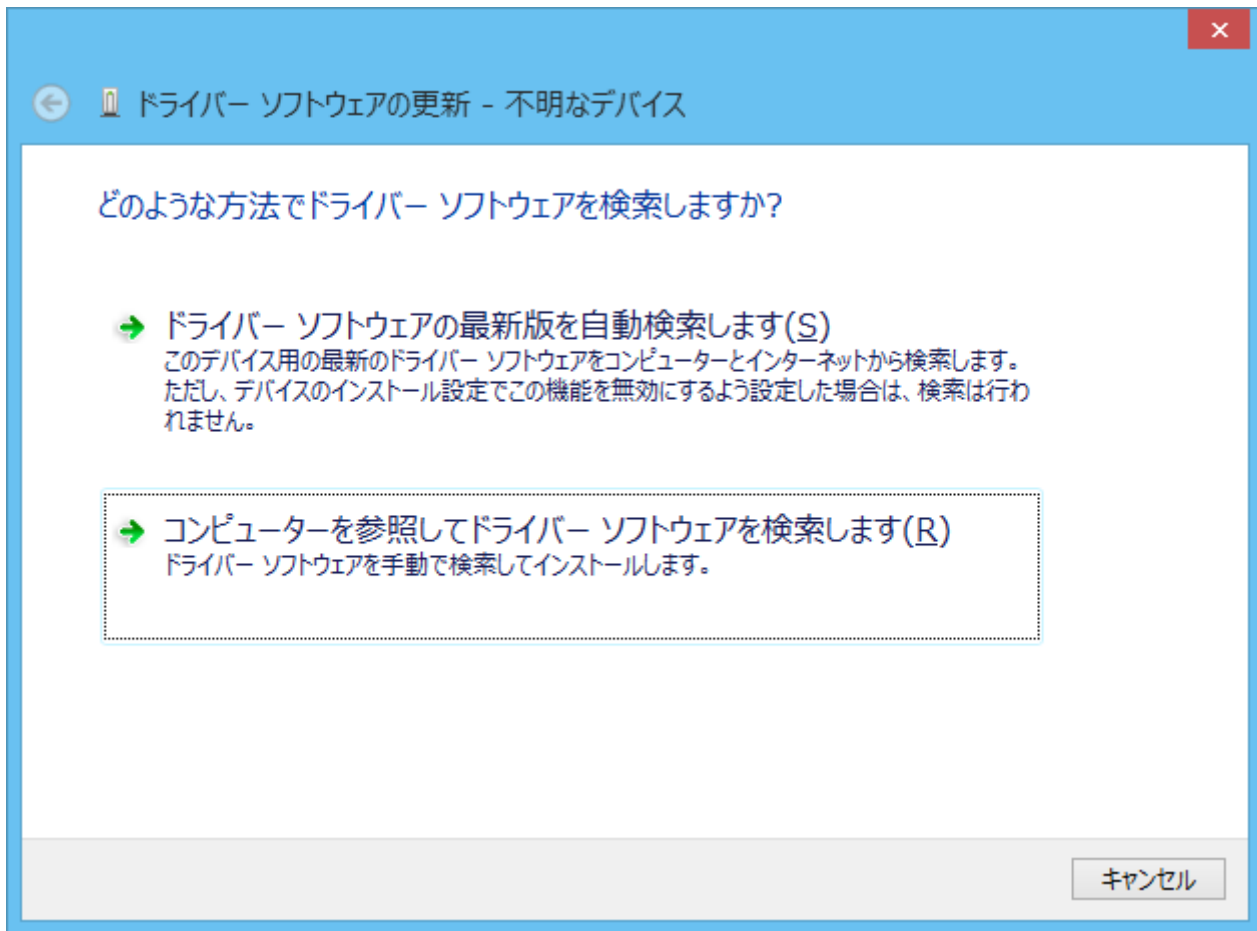 ドライバー ソフトウェアの更新 - 不明なデバイス
どのような方法でドライバー ソフトウェアを検索しますか?
ドライバー ソフトウェアの最新版を自動検索します(S)
このデバイス用の最新のドライバー ソフトウェアをコンピューターとインターネットから検索します。
ただし、デバイスのインストール設定でこの機能を無効にするよう設定した場合は、検索は行わ
れません。
コンピューターを参照してドライバー ソフトウェアを検索します(R)
ドライバー ソフトウェアを手動で検索してインストールします。
キャンセル